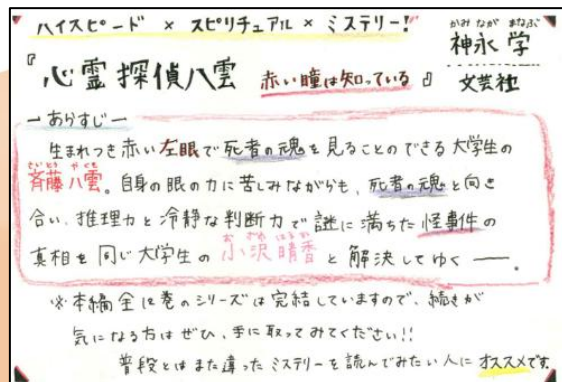 ハイスピード × スピリチュアル × ミステリー！
『心霊探偵八雲 赤い瞳は知っている』
かみ なが まなぶ
神永 学
文芸社
ーあらすじー
生まれつき赤い左眼で死者の魂を見ることのできる大学生の
さいとう やくも
斉藤八雲。自身の眼の力に苦しみながらも、死者の魂と向き
合い、推理力と冷静な判断力で謎に満ちた怪事件の
お ざわ はるか
真相を同じ大学生の 小沢晴香 と解決してゆく ー。
※本編全12巻のシリーズは完結していますので、続きが
気になる方はぜひ、手に取ってみてください!!
普段とはまた違ったミステリーを読んでみたい人にオススメです。